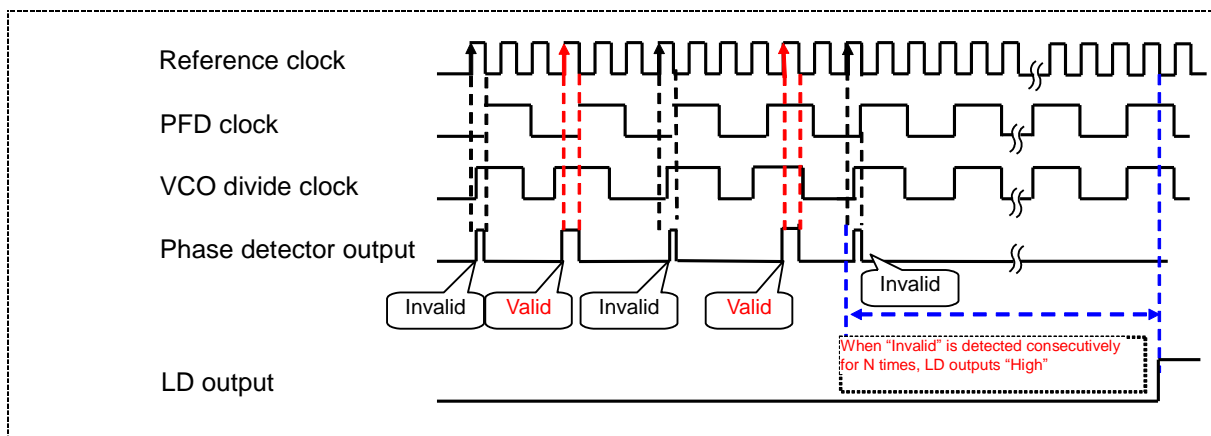 Reference clock
PFD clock
VCO divide clock
Phase detector output
Invalid
Valid
Invalid
Valid
Invalid
When “Invalid” is detected consecutively
for N times, LD outputs “High”
LD output